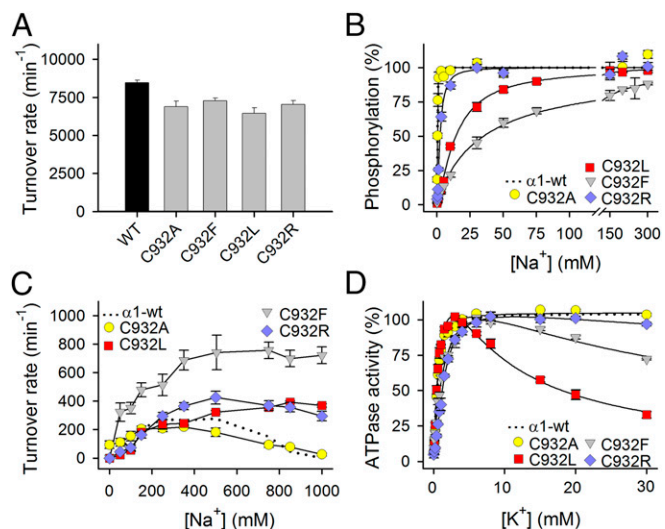 A
Turnover rate (min⁻¹)
10000
7500
5000
2500
0
WT
C932A
C932F
C932L
C932R
B
Phosphorylation (%)
100
75
50
25
0
α1-wt
C932A
C932L
C932F
C932R
0
25
50
75
100
150
300
[Na⁺] (mM)
C
Turnover rate (min⁻¹)
1000
800
600
400
200
0
α1-wt
C932A
C932L
C932F
C932R
0
200
400
600
800
1000
[Na⁺] (mM)
D
ATPase activity (%)
100
75
50
25
0
α1-wt
C932A
C932L
C932F
C932R
0
10
20
30
[K⁺] (mM)